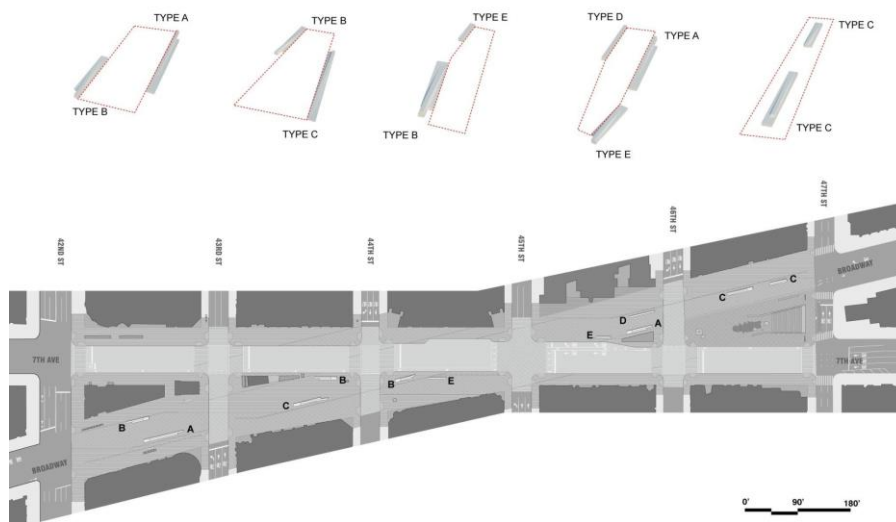 TYPE A
TYPE B
TYPE B
TYPE C
TYPE E
TYPE B
TYPE D
TYPE A
TYPE E
TYPE C
TYPE C
42ND ST
43RD ST
44TH ST
45TH ST
46TH ST
47TH ST
BROADWAY
C
C
D
A
E
7TH AVE
7TH AVE
B
B
E
C
B
A
BROADWAY
0' 90' 180'